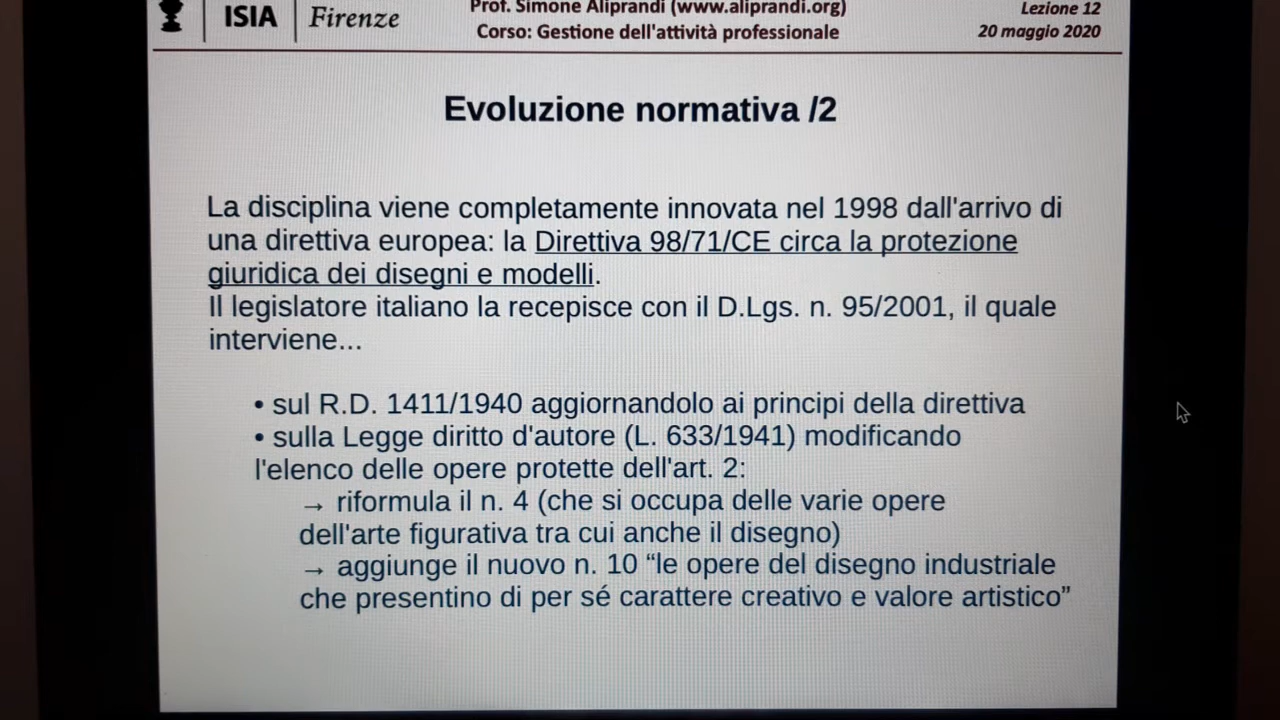 ISIA Firenze
Prof. Simone Aliprandi (www.aliprandi.org)
Corso: Gestione dell'attività professionale
Lezione 12
20 maggio 2020
Evoluzione normativa /2
La disciplina viene completamente innovata nel 1998 dall'arrivo di
una direttiva europea: la Direttiva 98/71/CE circa la protezione
giuridica dei disegni e modelli.
Il legislatore italiano la recepisce con il D.Lgs. n. 95/2001, il quale
interviene...
• sul R.D. 1411/1940 aggiornandolo ai principi della direttiva
• sulla Legge diritto d'autore (L. 633/1941) modificando
l'elenco delle opere protette dell'art. 2:
→ riformula il n. 4 (che si occupa delle varie opere
dell'arte figurativa tra cui anche il disegno)
→ aggiunge il nuovo n. 10 “le opere del disegno industriale
che presentino di per sé carattere creativo e valore artistico”